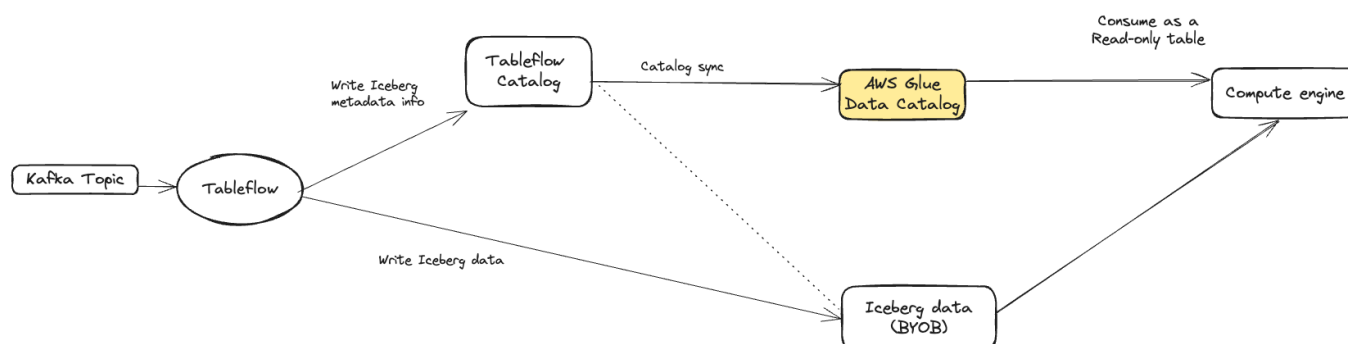 Consume as a
Read-only table
Tableflow
Catalog
Catalog sync
AWS Glue
Data Catalog
Compute engine
Write Iceberg
metadata info
Kafka Topic
Tableflow
Write Iceberg data
Iceberg data
(BYOB)